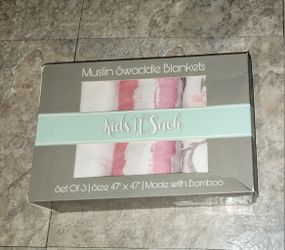 Muslin Swaddle Blankets
Kids N Such
Set Of 3 | Size 47" x 47" | Made with Bamboo